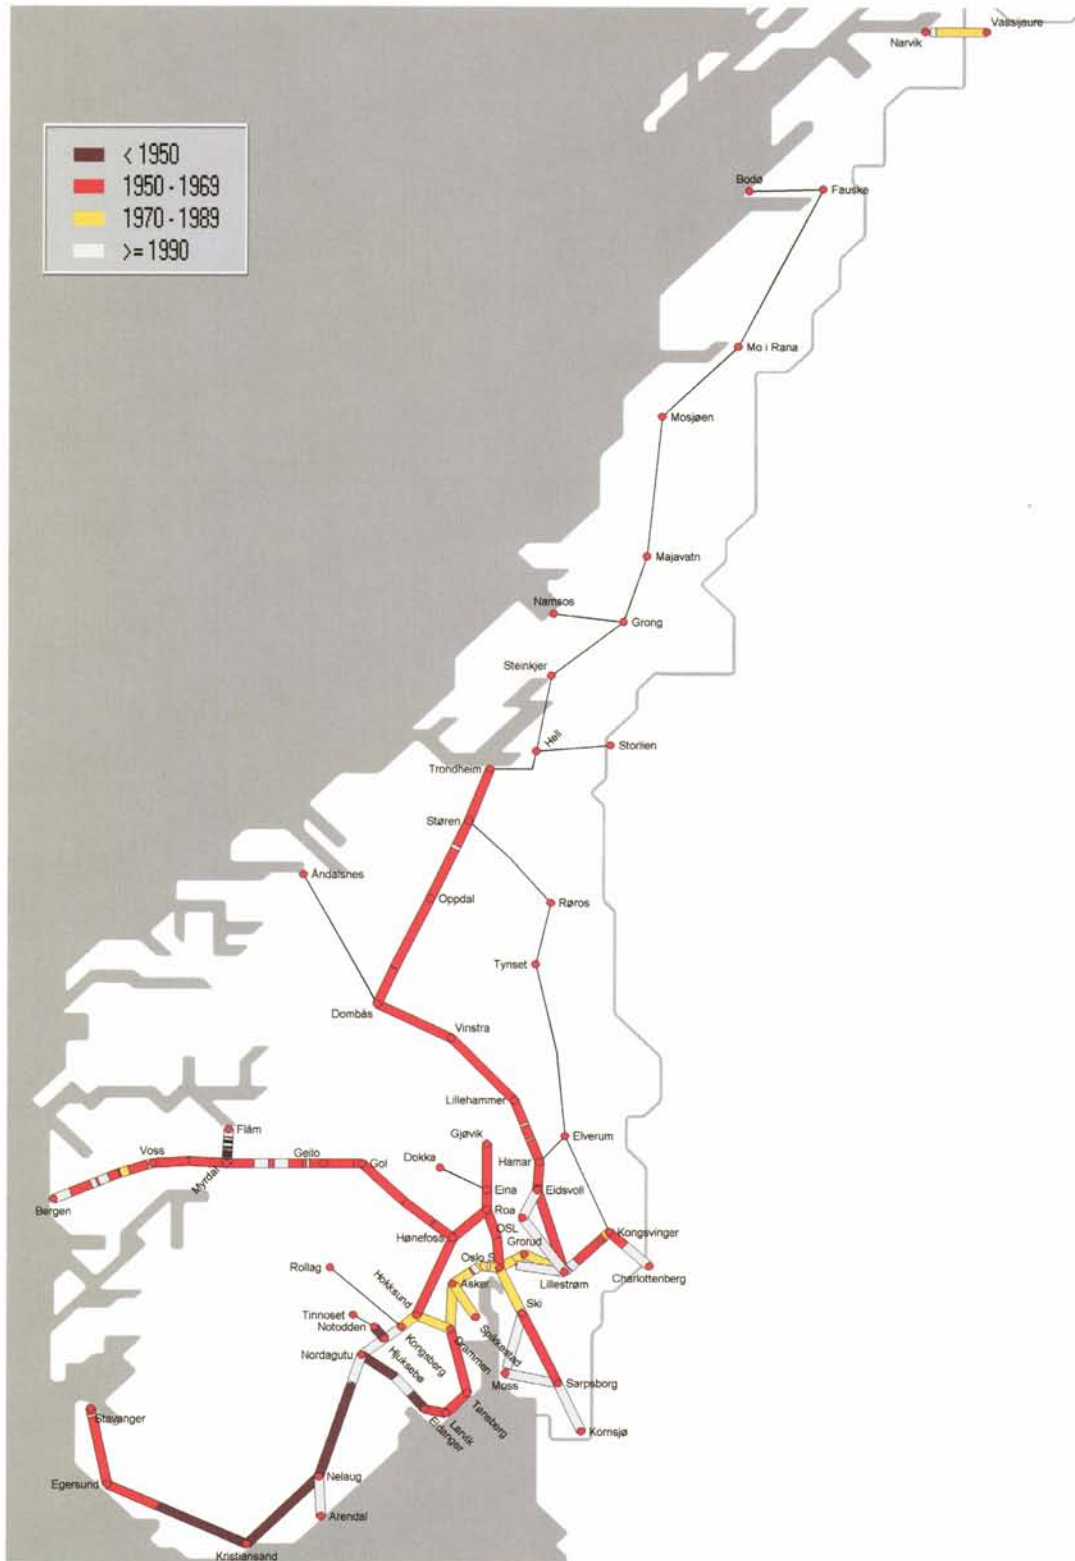 Vassijaure
Narvik
< 1950
1950 - 1969
1970 - 1989
>= 1990
Bodø
Fauske
Mo i Rana
Mosjøen
Majavatn
Namsos
Grong
Steinkjer
Hell
Storlien
Trondheim
Støren
Åndalsnes
Oppdal
Røros
Tynset
Dombås
Vinstra
Lillehammer
Flåm
Gjøvik
Elverum
Voss
Geilo
Gol
Dokka
Hamar
Myrdal
Eina
Eidsvoll
Bergen
Roa
OSL
Kongsvinger
Hønefoss
Grorud
Oslo S
Rollag
Hokksund
Asker
Lillestrøm
Charlottenberg
Tinnoset
Notodden
Ski
Kongsberg
Spikkestad
Drammen
Nordagutu
Hjuksebø
Moss
Sarpsborg
Tønsberg
Stavanger
Eidanger
Larvik
Kornsjø
Nelaug
Egersund
Arendal
Kristiansand